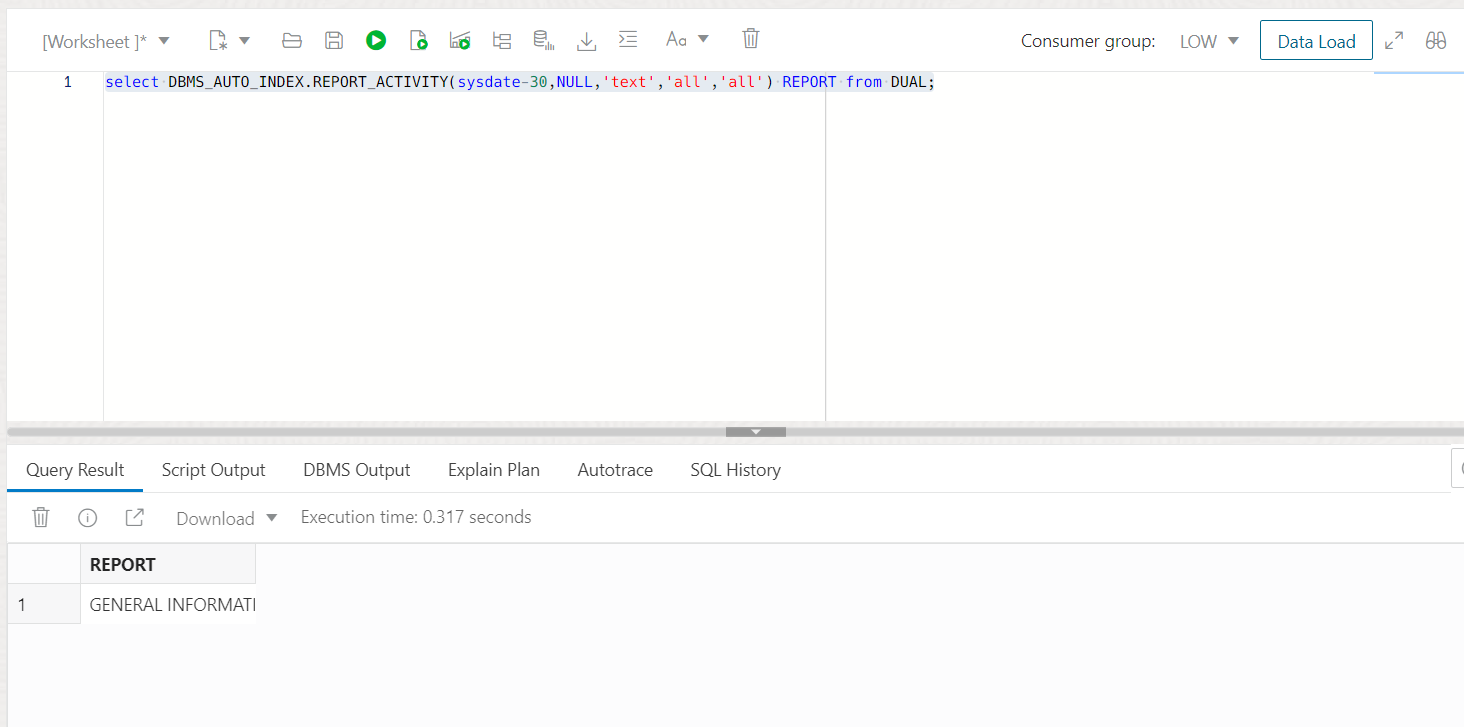 [Worksheet ]* Aa Consumer group: LOW Data Load
1 select DBMS_AUTO_INDEX.REPORT_ACTIVITY(sysdate-30,NULL,'text','all','all') REPORT from DUAL;
Query Result Script Output DBMS Output Explain Plan Autotrace SQL History
Download Execution time: 0.317 seconds
REPORT
1 GENERAL INFORMATI